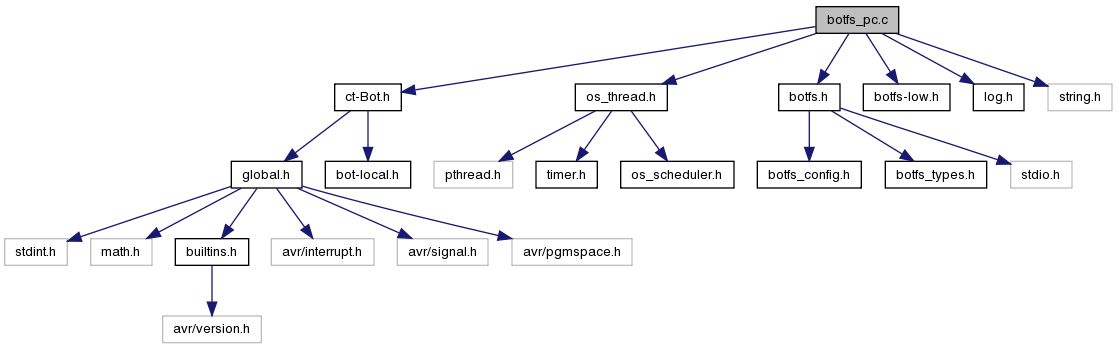 botfs_pc.c
ct-Bot.h
os_thread.h
botfs.h
botfs-low.h
log.h
string.h
global.h
bot-local.h
pthread.h
timer.h
os_scheduler.h
botfs_config.h
botfs_types.h
stdio.h
stdint.h
math.h
builtins.h
avr/interrupt.h
avr/signal.h
avr/pgmspace.h
avr/version.h